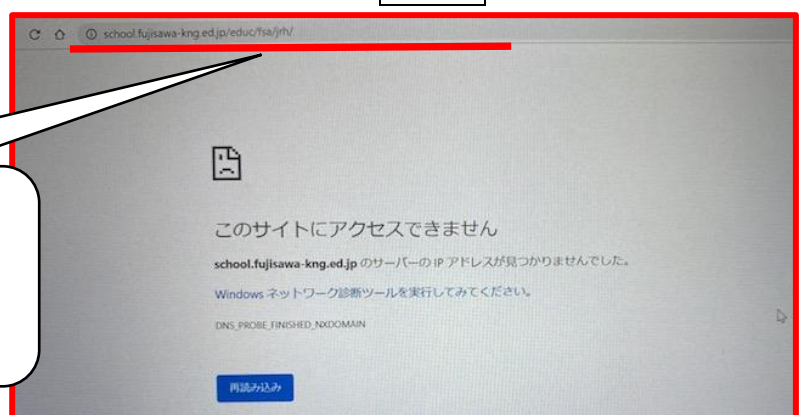 school.fujisawa-kng.ed.jp/educ/fsa/jrh/
このサイトにアクセスできません
school.fujisawa-kng.ed.jp のサーバーの IP アドレスが見つかりませんでした。
Windows ネットワーク診断ツールを実行してみてください。
DNS_PROBE_FINISHED_NXDOMAIN
再読み込み